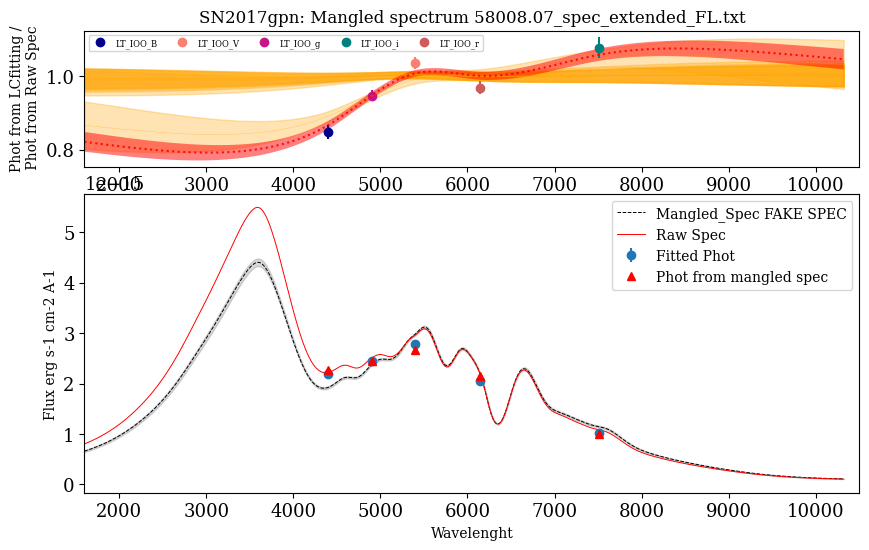 SN2017gpn: Mangled spectrum 58008.07_spec_extended_FL.txt
Phot from LCfitting /
Phot from Raw Spec
LT_IOO_B LT_IOO_V LT_IOO_g LT_IOO_i LT_IOO_r
1.0
0.8
2000 3000 4000 5000 6000 7000 8000 9000 10000
1e−15
Flux erg s-1 cm-2 A-1
Mangled_Spec FAKE SPEC
Raw Spec
Fitted Phot
Phot from mangled spec
5
4
3
2
1
0
2000 3000 4000 5000 6000 7000 8000 9000 10000
Wavelenght